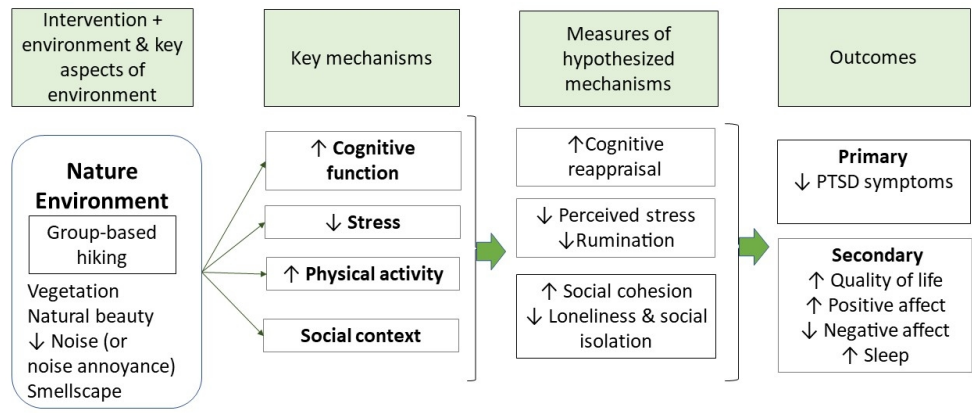 Intervention +
environment & key
aspects of
environment
Key mechanisms
Measures of
hypothesized
mechanisms
Outcomes
Nature
Environment
Group-based
hiking
Vegetation
Natural beauty
↓ Noise (or
noise annoyance)
Smellscape
↑ Cognitive
function
↓ Stress
↑ Physical activity
Social context
↑Cognitive
reappraisal
↓ Perceived stress
↓Rumination
↑ Social cohesion
↓ Loneliness & social
isolation
Primary
↓ PTSD symptoms
Secondary
↑ Quality of life
↑ Positive affect
↓ Negative affect
↑ Sleep